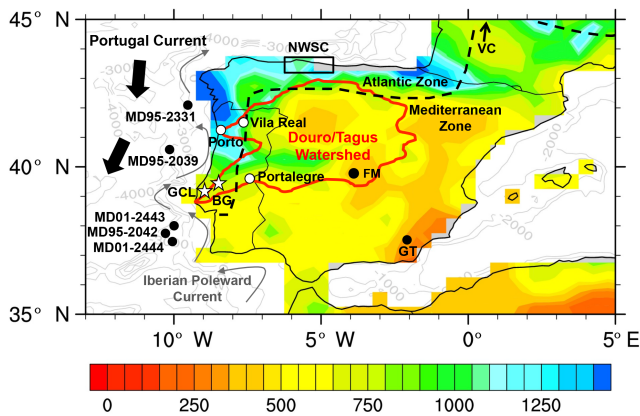 45° N
Portugal Current
4000
-3000
NWSC
VC
Atlantic Zone
MD95-2331
Vila Real
Mediterranean
Zone
Porto
Douro/Tagus
Watershed
MD95-2039
40° N
FM
Portalegre
GCL
BG
-4000
2000
MD01-2443
MD95-2042
MD01-2444
GT
Iberian Poleward
Current
-1000
35° N
10° W
5° W
0°
5° E
0
250
500
750
1000
1250